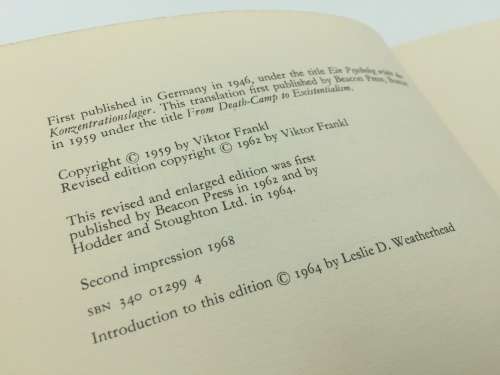 First published in Germany in 1946, under the title Ein Psycholog erlebt das
Konzentrationslager. This translation first published by Beacon Press, Boston
in 1959 under the title From Death-Camp to Existentialism.
Copyright © 1959 by Viktor Frankl
Revised edition copyright © 1962 by Viktor Frankl
This revised and enlarged edition was first
published by Beacon Press in 1962 and by
Hodder and Stoughton Ltd. in 1964.
Second impression 1968
SBN 340 01299 4
Introduction to this edition © 1964 by Leslie D. Weatherhead